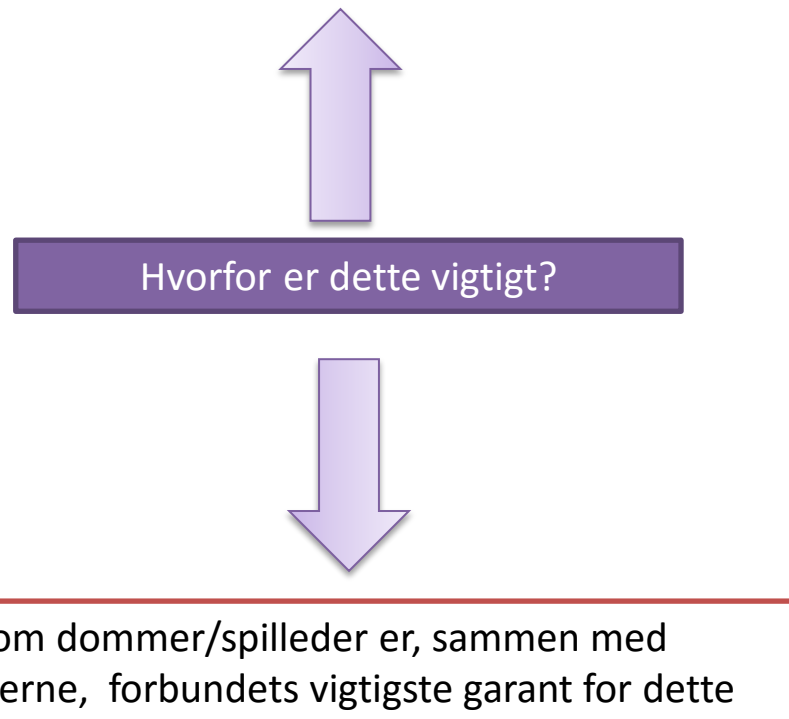 Hvorfor er dette vigtigt?
om dommer/spilleder er, sammen med
erne, forbundets vigtigste garant for dette